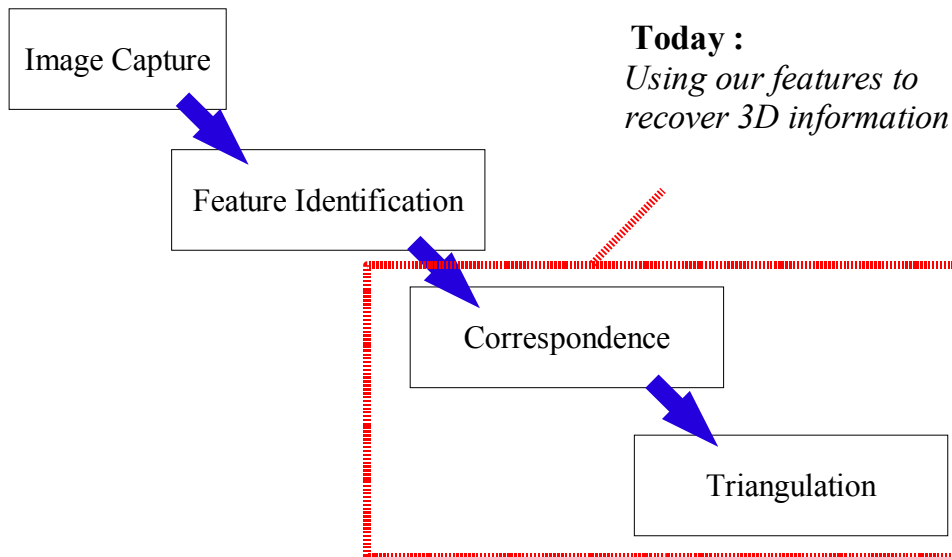 Image Capture
Today :
Using our features to
recover 3D information
Feature Identification
Correspondence
Triangulation